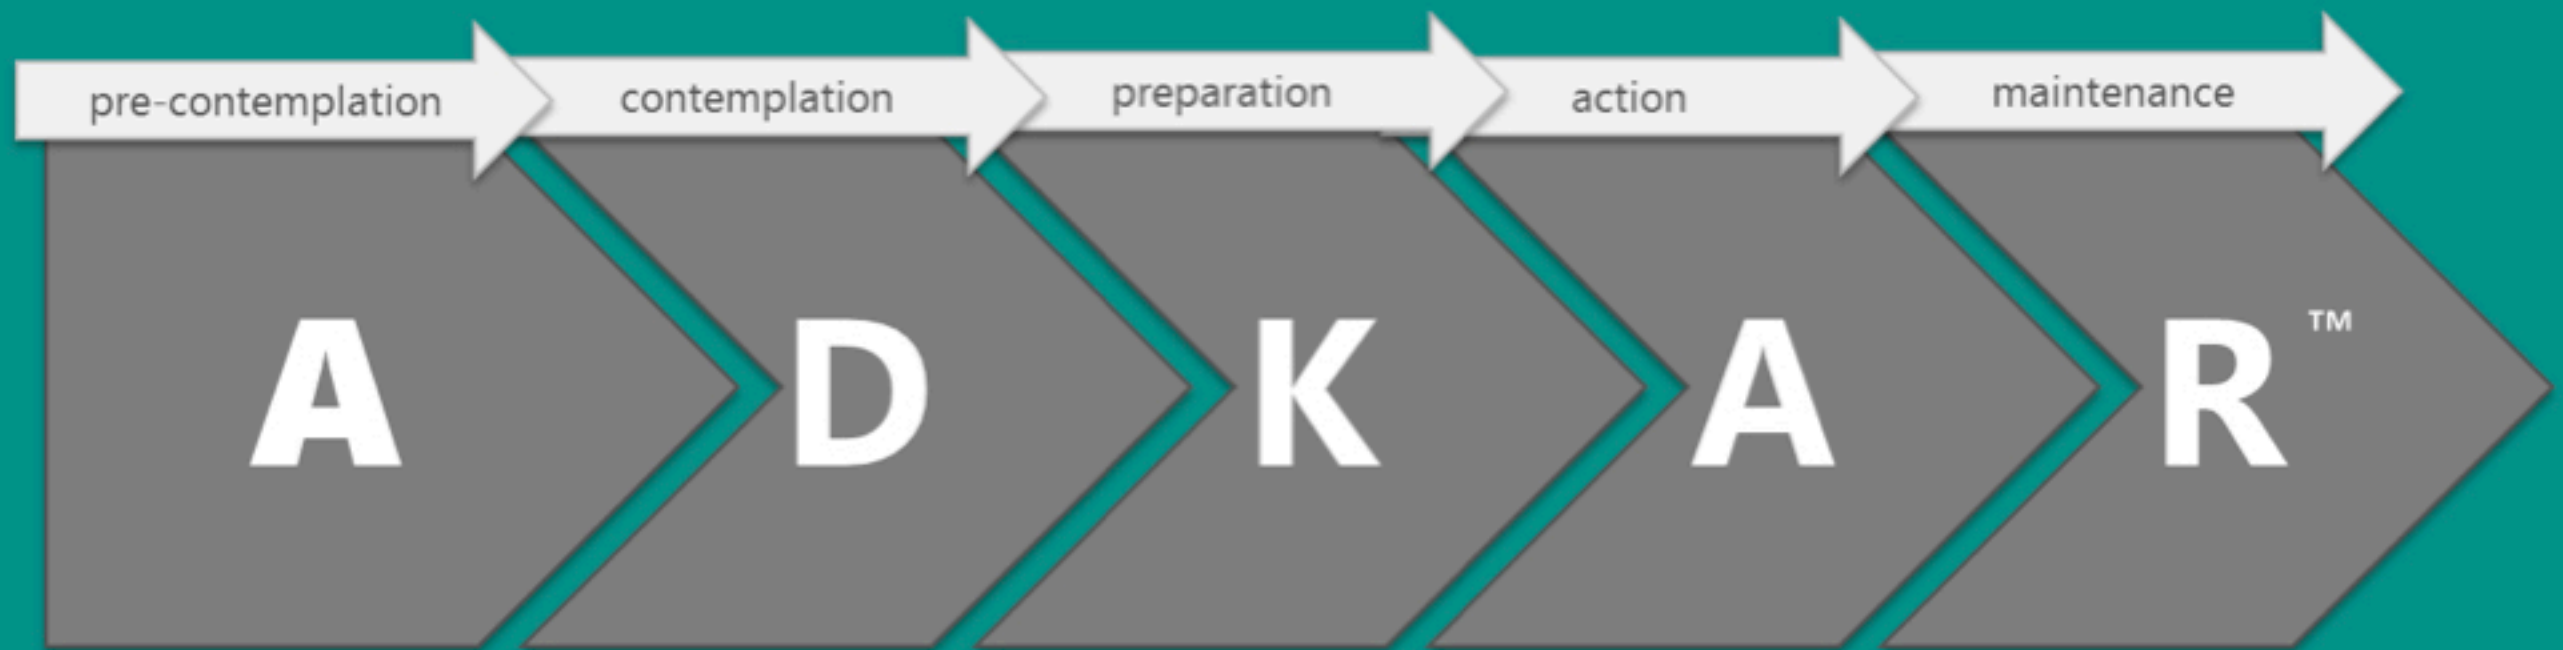 pre-contemplation contemplation preparation action maintenance
A D K A R ™